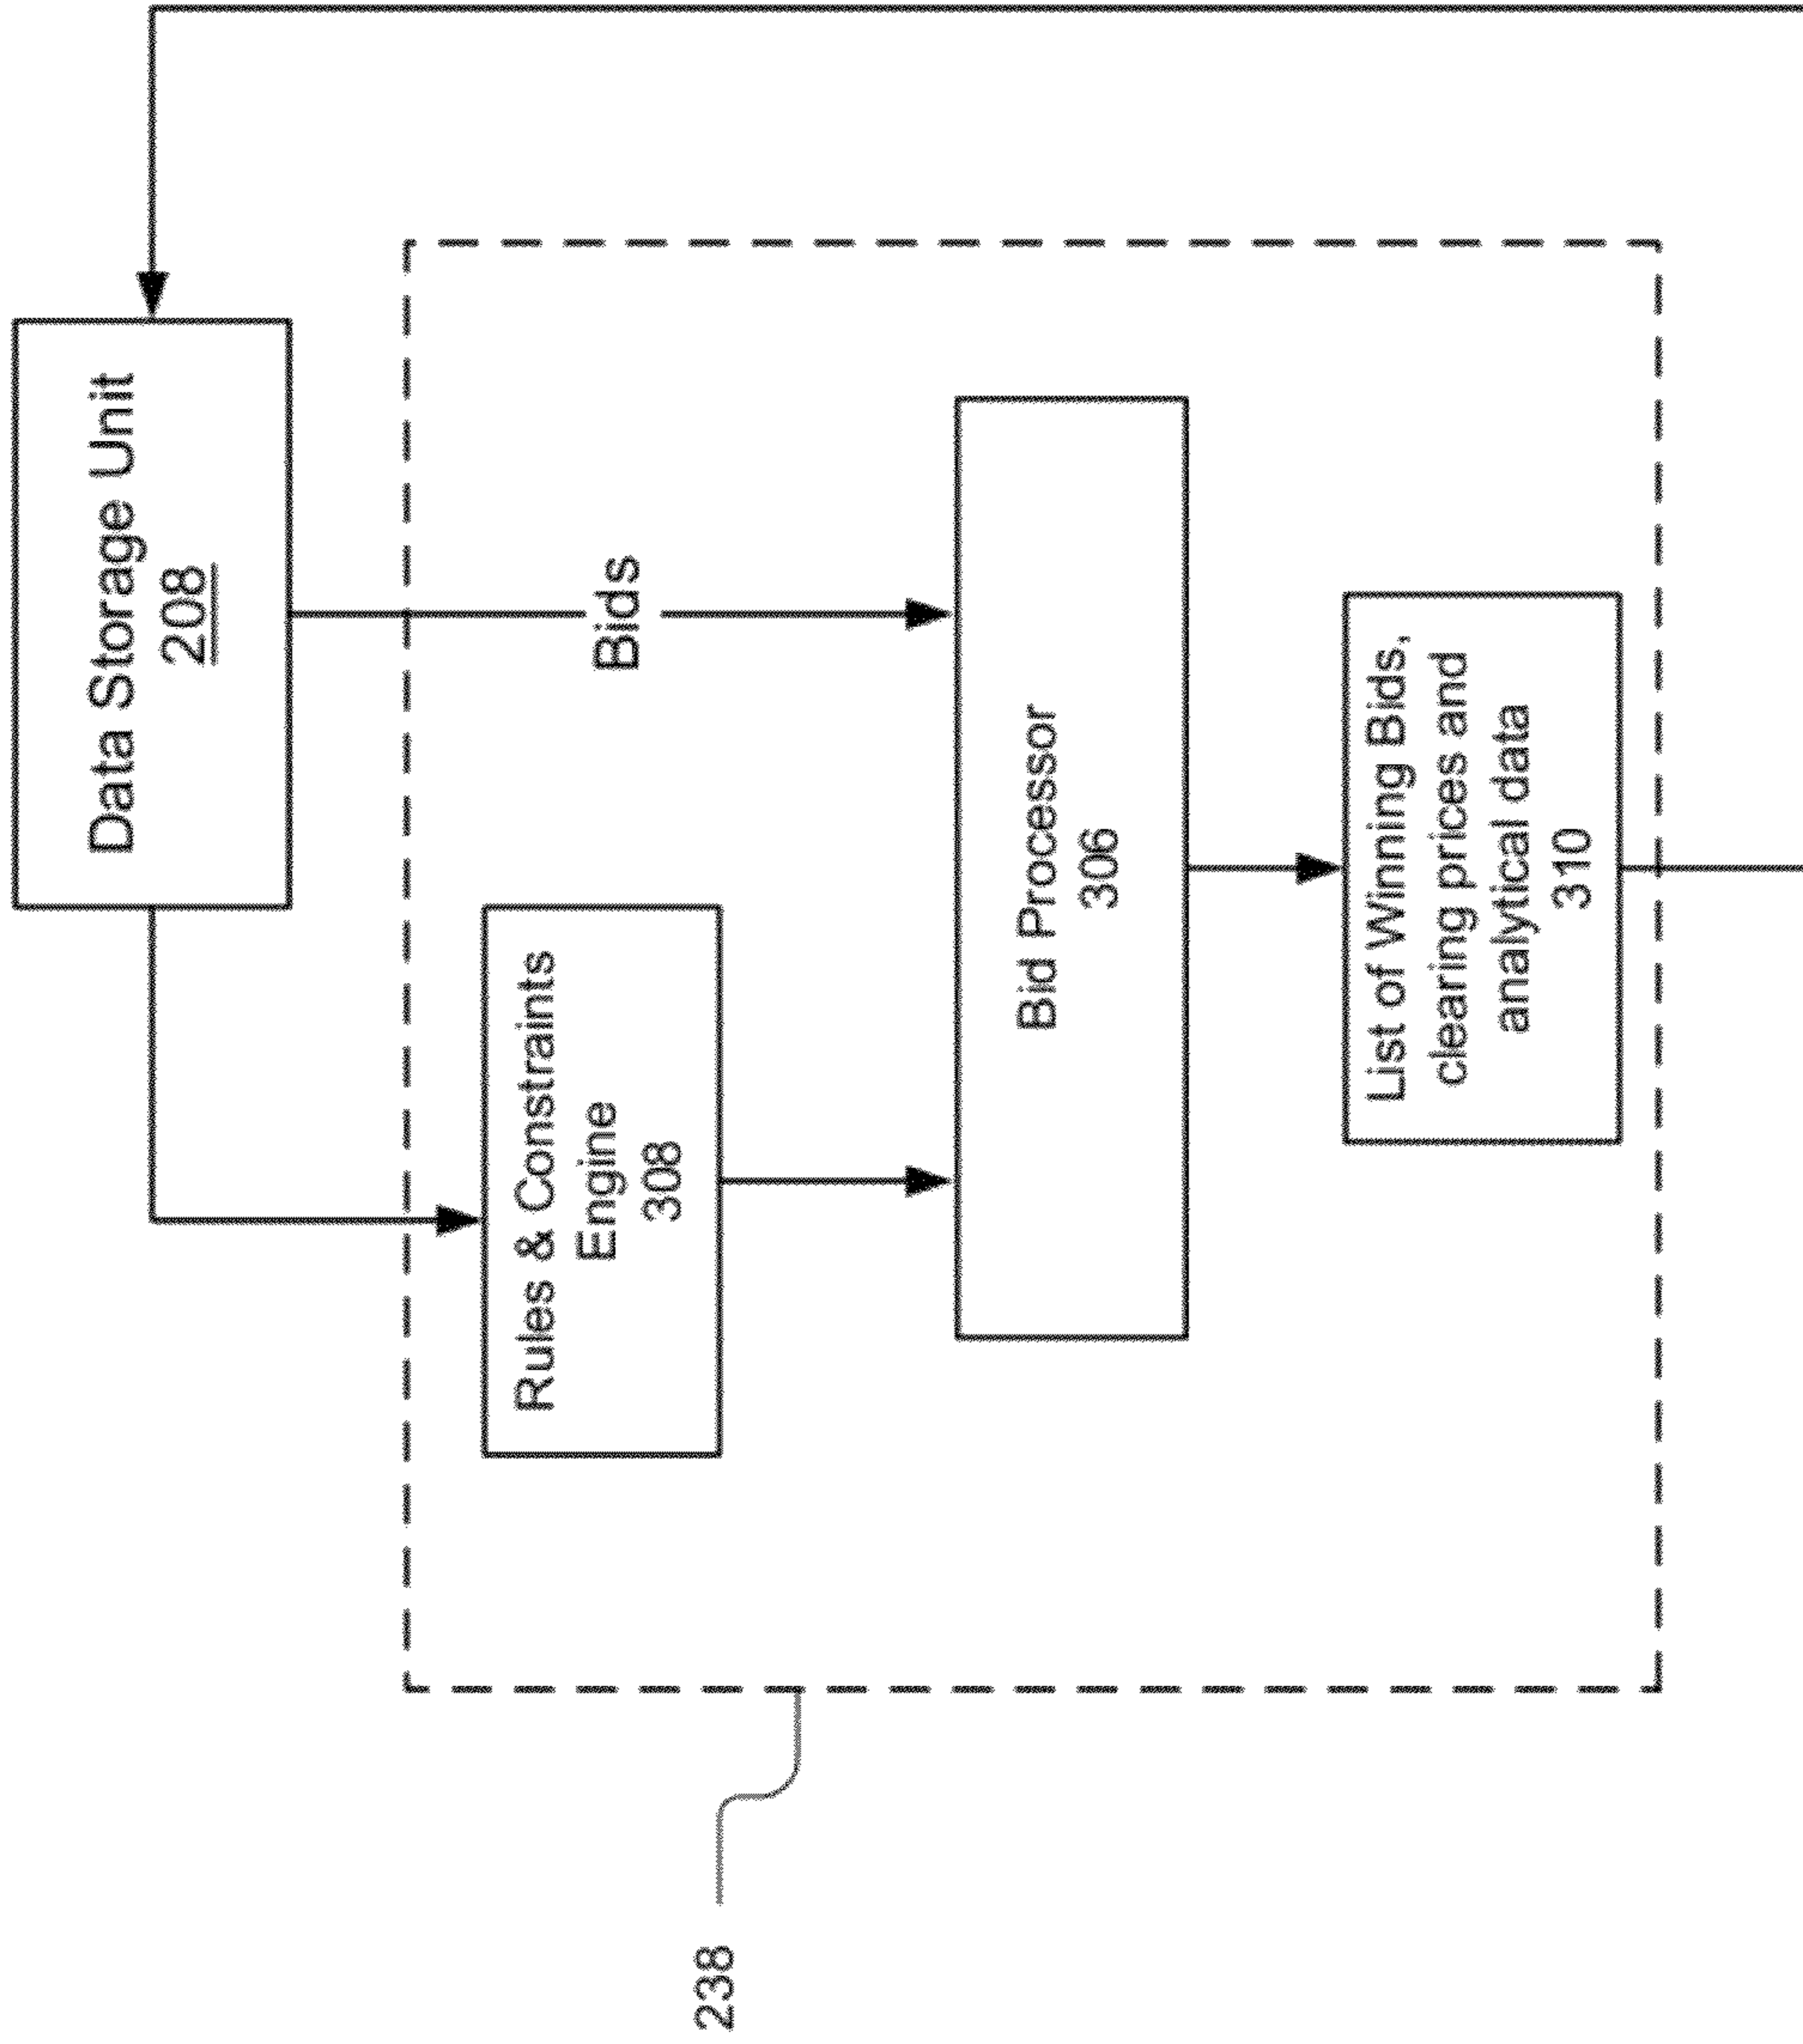 Data Storage Unit
208
Rules & Constraints
Engine
308
Bids
Bid Processor
306
List of Winning Bids,
clearing prices and
analytical data
310
238